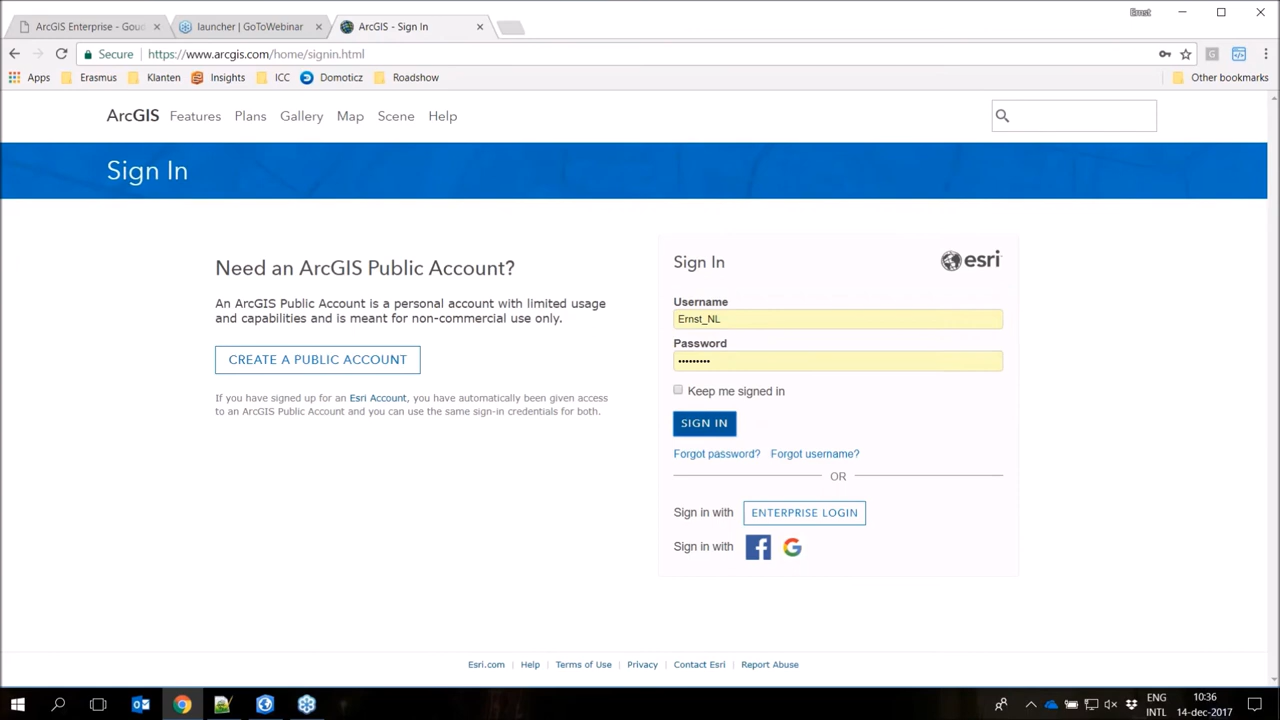 ArcGIS Enterprise - Goud
launcher | GoToWebinar
ArcGIS - Sign In
Ernst
Secure
https://www.arcgis.com/home/signin.html
Apps
Erasmus
Klanten
Insights
ICC
Domoticz
Roadshow
Other bookmarks
ArcGIS
Features
Plans
Gallery
Map
Scene
Help
Sign In
Need an ArcGIS Public Account?
An ArcGIS Public Account is a personal account with limited usage
and capabilities and is meant for non-commercial use only.
CREATE A PUBLIC ACCOUNT
If you have signed up for an Esri Account, you have automatically been given access
to an ArcGIS Public Account and you can use the same sign-in credentials for both.
Sign In
esri
Username
Ernst_NL
Password
•••••••••
Keep me signed in
SIGN IN
Forgot password?
Forgot username?
OR
Sign in with
ENTERPRISE LOGIN
Sign in with
Esri.com | Help | Terms of Use | Privacy | Contact Esri | Report Abuse
ENG
INTL
10:36
14-dec-2017